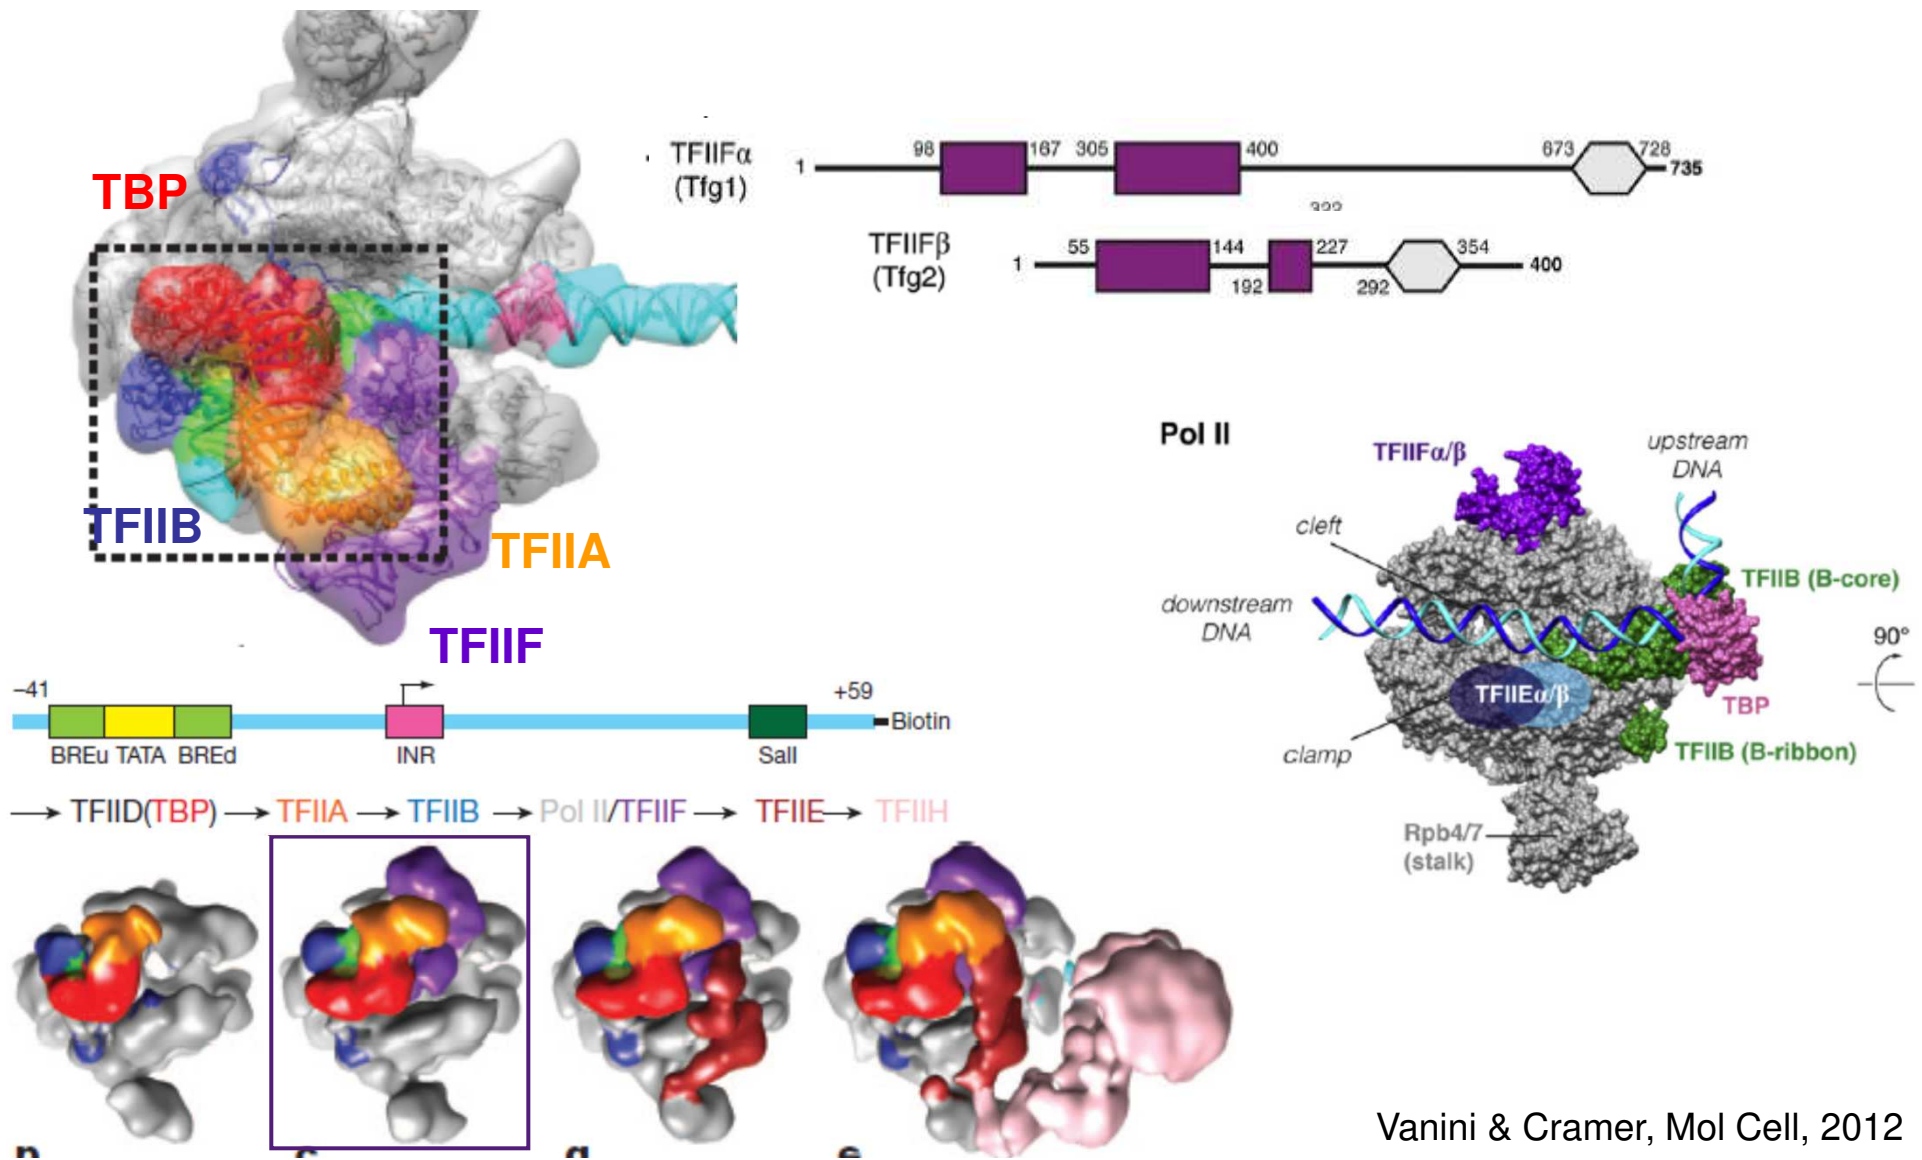 TBP
TFIIB
TFIIA
TFIIF
TFIIFα
(Tfg1)
1
98
167
305
400
673
728
735
TFIIFβ
(Tfg2)
1
55
144
192
227
292
354
400
Pol II
TFIIFα/β
upstream
DNA
cleft
TFIIB (B-core)
downstream
DNA
90°
TFIIEα/β
TBP
clamp
TFIIB (B-ribbon)
Rpb4/7
(stalk)
–41
+59
Biotin
BREu TATA BREd
INR
SalI
TFIID(TBP) → TFIIA → TFIIB → Pol II/TFIIF → TFIIE → TFIIH
Vanini & Cramer, Mol Cell, 2012